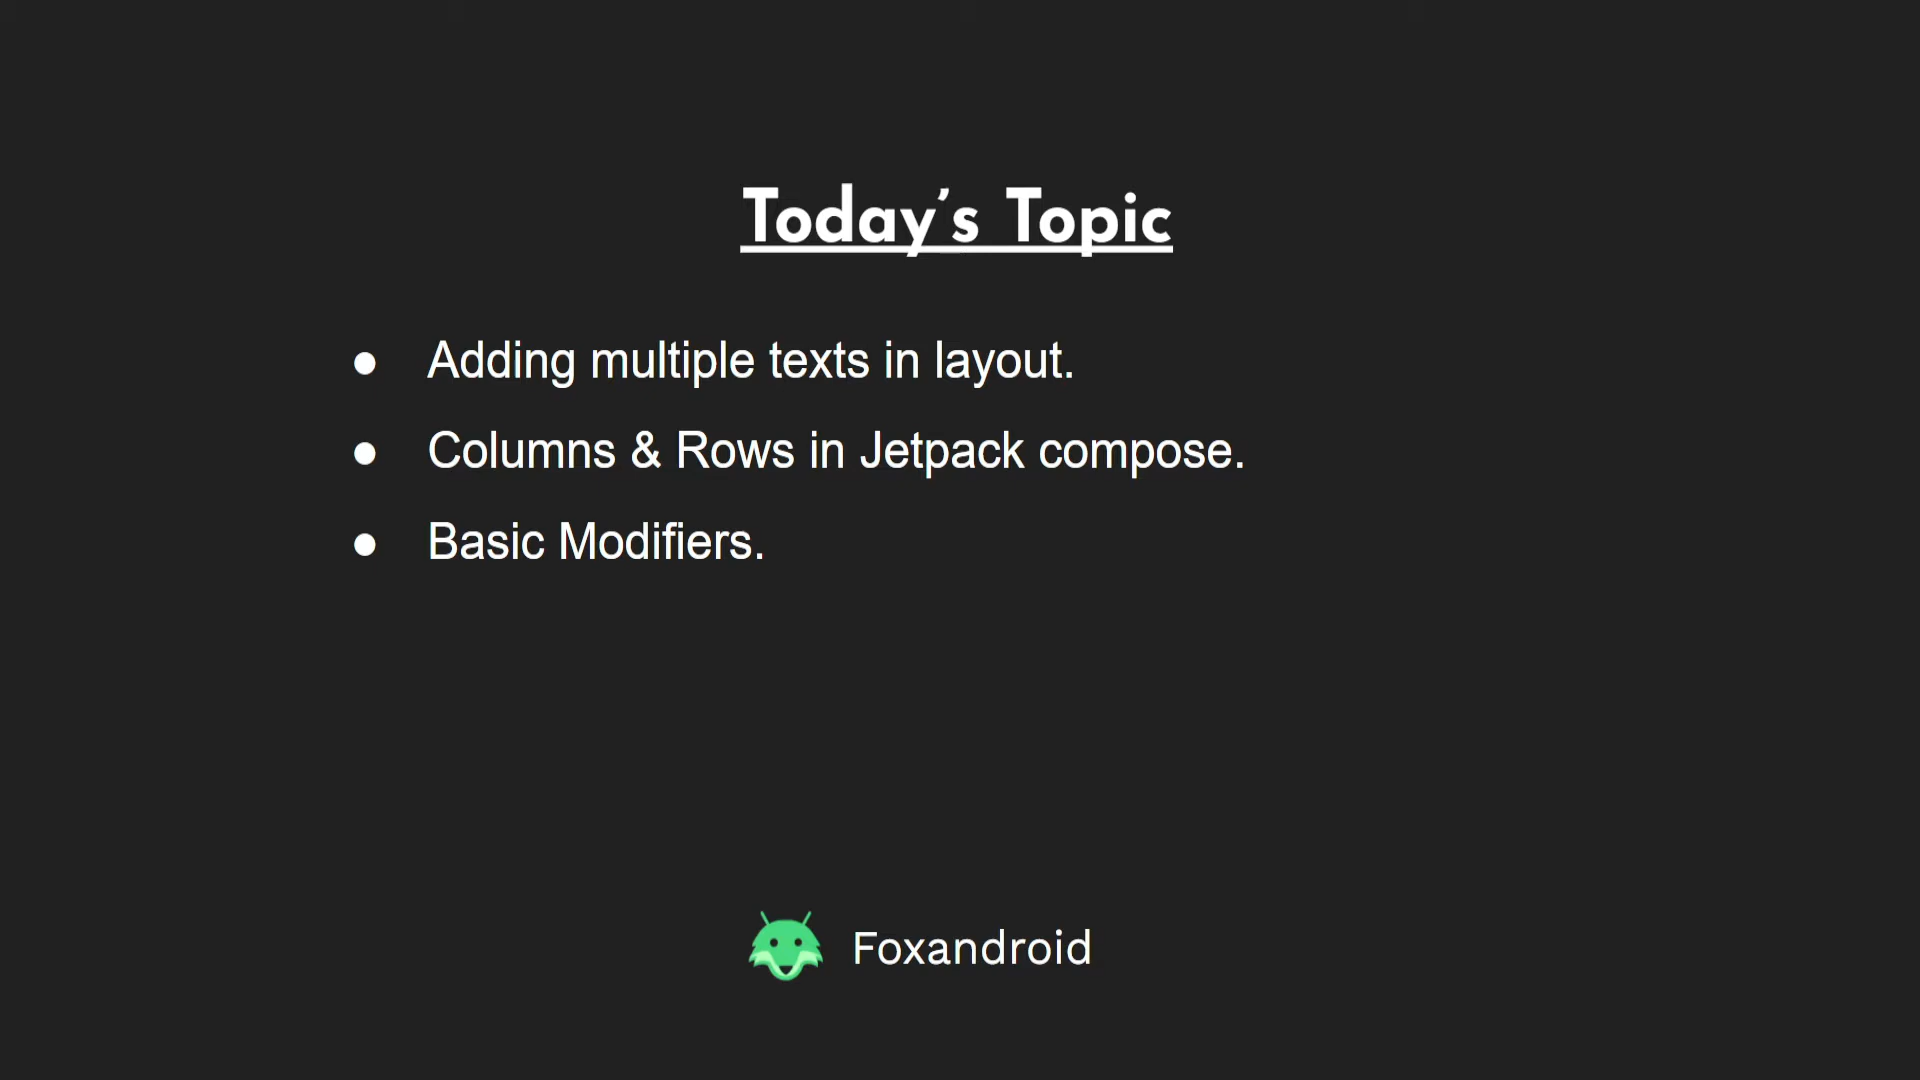 Today’s Topic
● Adding multiple texts in layout.
● Columns & Rows in Jetpack compose.
● Basic Modifiers.
Foxandroid